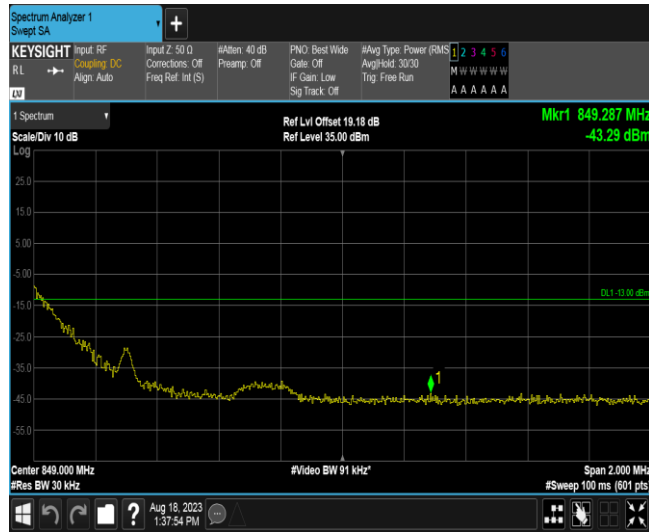 Spectrum Analyzer 1
Swept SA
+
KEYSIGHT
RL
LXI
Input: RF
Coupling: DC
Align: Auto
Input Z: 50 Ω
Corrections: Off
Freq Ref: Int (S)
#Atten: 40 dB
Preamp: Off
PNO: Best Wide
Gate: Off
IF Gain: Low
Sig Track: Off
#Avg Type: Power (RMS
Avg|Hold: 30/30
Trig: Free Run
1 2 3 4 5 6
M W W W W W
A A A A A A
1 Spectrum
Scale/Div 10 dB
Ref Lvl Offset 19.18 dB
Ref Level 35.00 dBm
Mkr1 849.287 MHz
-43.29 dBm
Log
25.0
15.0
5.00
-5.00
DL1 -13.00 dBm
-15.0
-25.0
-35.0
1
-45.0
-55.0
Center 849.000 MHz
#Res BW 30 kHz
#Video BW 91 kHz*
Span 2.000 MHz
#Sweep 100 ms (601 pts)
?
Aug 18, 2023
1:37:54 PM